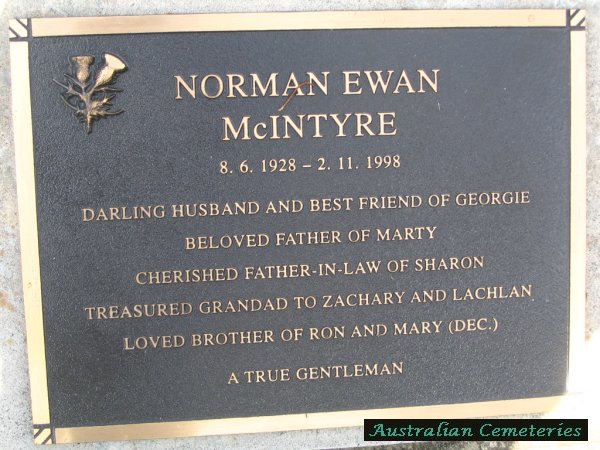 NORMAN EWAN
McINTYRE
8. 6. 1928 – 2. 11. 1998
DARLING HUSBAND AND BEST FRIEND OF GEORGIE
BELOVED FATHER OF MARTY
CHERISHED FATHER-IN-LAW OF SHARON
TREASURED GRANDAD TO ZACHARY AND LACHLAN
LOVED BROTHER OF RON AND MARY (DEC.)
A TRUE GENTLEMAN
Australian Cemeteries